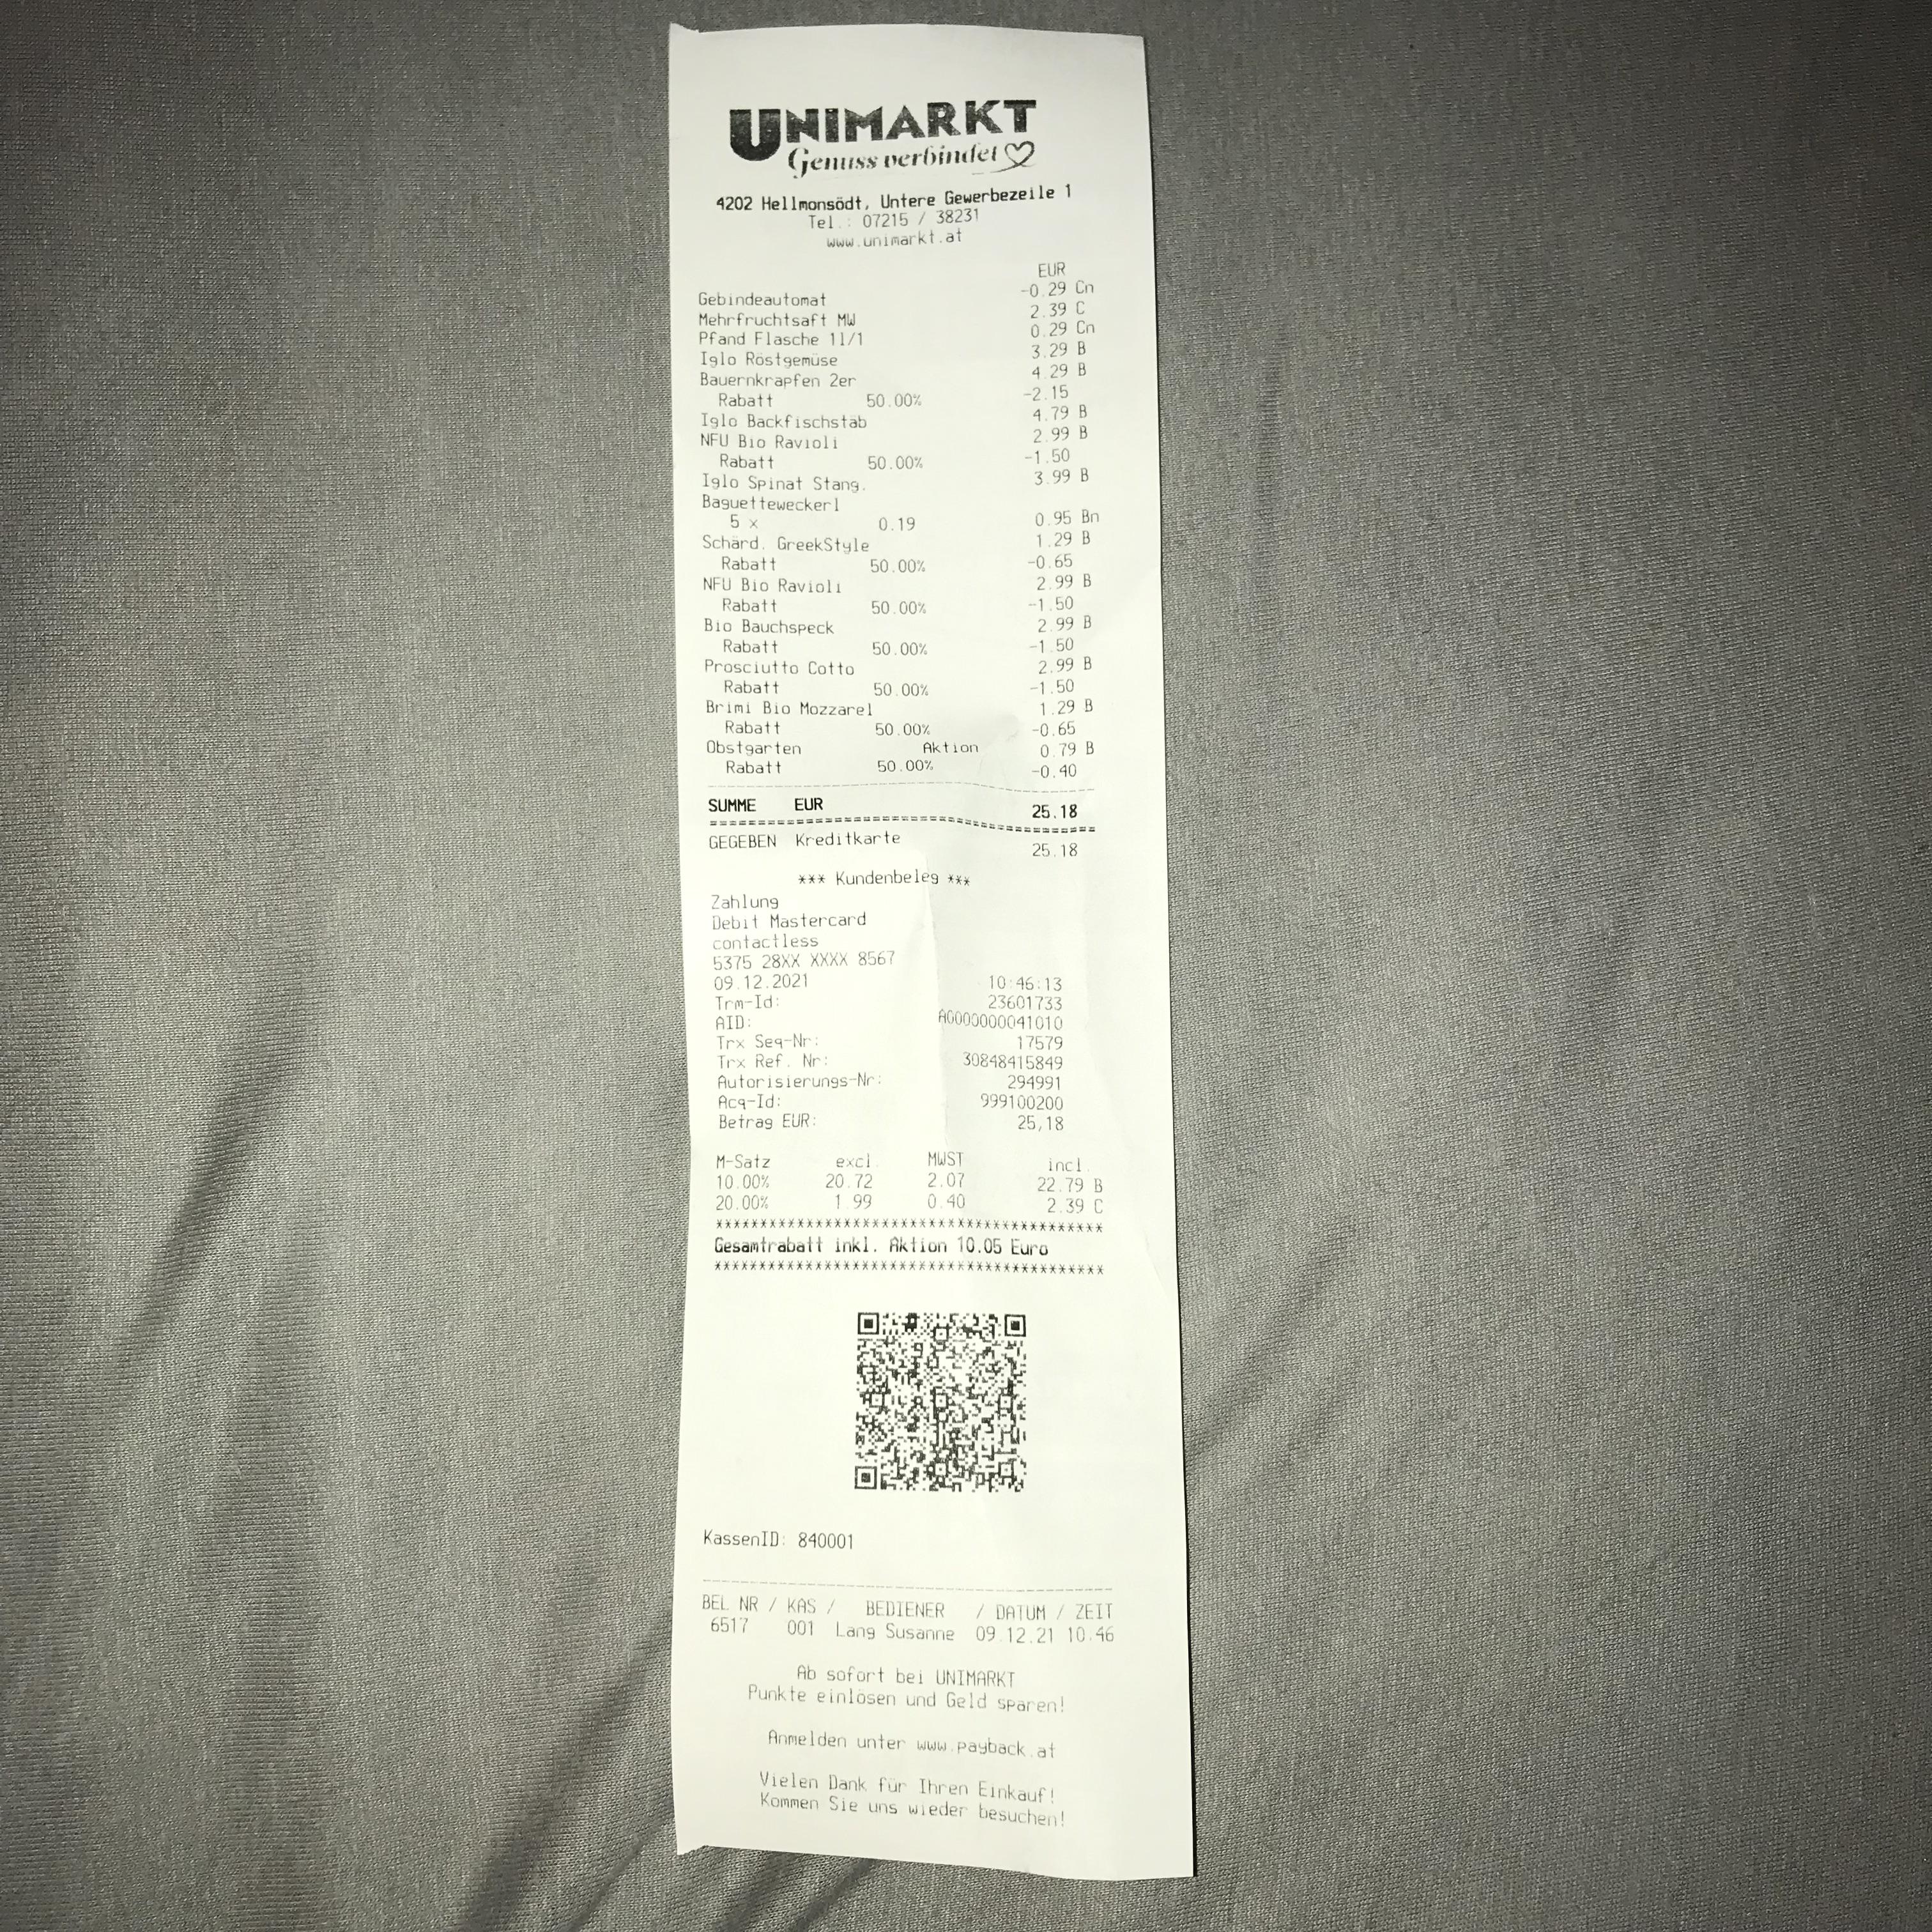 UNIMARKT
Genuss verbindet
4202 Hellmonsödt, Untere Gewerbezeile 1
Tel.: 07215 / 38231
www.unimarkt.at
EUR
Gebindeautomat -0.29 Cn
Mehrfruchtsaft MW 2.39 C
Pfand Flasche 1l/1 0.29 Cn
Iglo Röstgemüse 3.29 B
Bauernkrapfen 2er 4.29 B
Rabatt 50.00% -2.15
Iglo Backfischstäb 4.79 B
NFU Bio Ravioli 2.99 B
Rabatt 50.00% -1.50
Iglo Spinat Stang. 3.99 B
Baguetteweckerl
5 x 0.19 0.95 Bn
Schärd. GreekStyle 1.29 B
Rabatt 50.00% -0.65
NFU Bio Ravioli 2.99 B
Rabatt 50.00% -1.50
Bio Bauchspeck 2.99 B
Rabatt 50.00% -1.50
Prosciutto Cotto 2.99 B
Rabatt 50.00% -1.50
Brimi Bio Mozzarel 1.29 B
Rabatt 50.00% -0.65
Obstgarten Aktion 0.79 B
Rabatt 50.00% -0.40
SUMME EUR 25.18
GEGEBEN Kreditkarte 25.18
*** Kundenbeleg ***
Zahlung
Debit Mastercard
contactless
5375 28XX XXXX 8567
09.12.2021 10:46:13
Trm-Id: 23601733
AID: A0000000041010
Trx Seq-Nr: 17579
Trx Ref. Nr: 30848415849
Autorisierungs-Nr: 294991
Acq-Id: 999100200
Betrag EUR: 25,18
M-Satz excl. MWST incl.
10.00% 20.72 2.07 22.79 B
20.00% 1.99 0.40 2.39 C
******************************************
Gesamtrabatt inkl. Aktion 10.05 Euro
******************************************
KassenID: 840001
BEL NR / KAS / BEDIENER / DATUM / ZEIT
6517 001 Lang Susanne 09.12.21 10.46
Ab sofort bei UNIMARKT
Punkte einlösen und Geld sparen!
Anmelden unter www.payback.at
Vielen Dank für Ihren Einkauf!
Kommen Sie uns wieder besuchen!